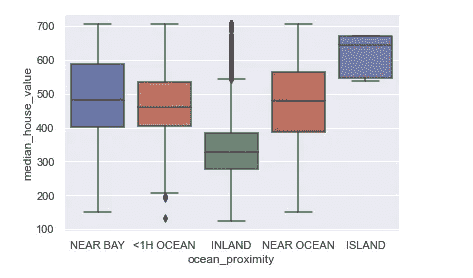 700
600
500
400
300
200
100
median_house_value
NEAR BAY <1H OCEAN INLAND NEAR OCEAN ISLAND
ocean_proximity